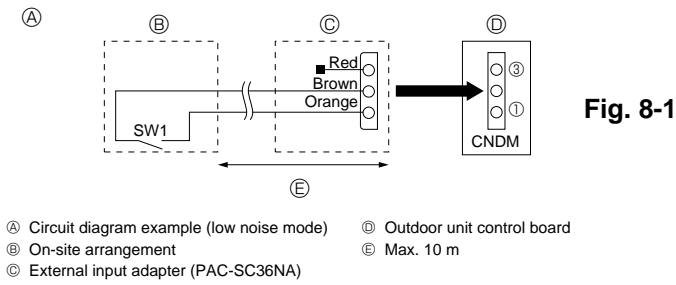 Ⓐ
Ⓑ
Ⓒ
Ⓓ
Red
Brown
Orange
SW1
③
①
CNDM
Fig. 8-1
Ⓔ
Ⓐ Circuit diagram example (low noise mode)
Ⓑ On-site arrangement
Ⓒ External input adapter (PAC-SC36NA)
Ⓓ Outdoor unit control board
Ⓔ Max. 10 m